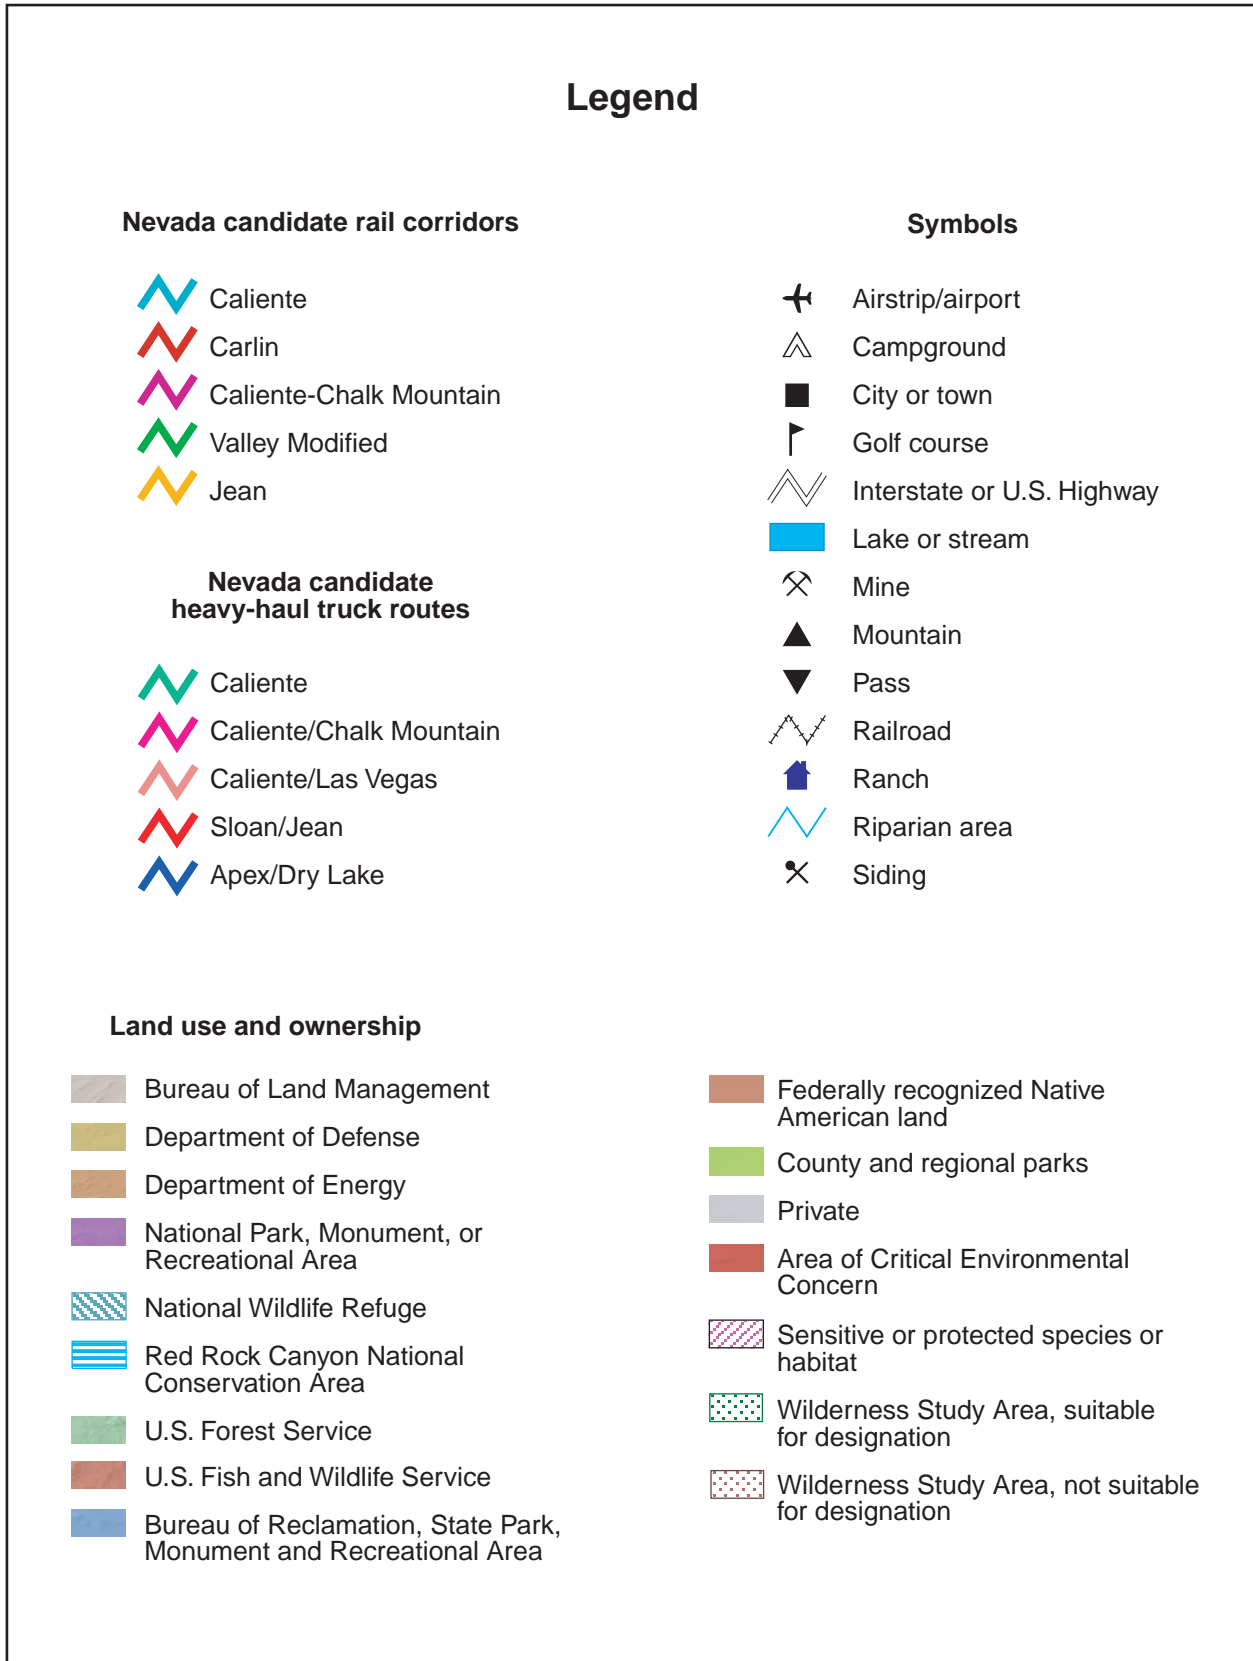 Legend
Nevada candidate rail corridors
Caliente
Carlin
Caliente-Chalk Mountain
Valley Modified
Jean
Nevada candidate
heavy-haul truck routes
Caliente
Caliente/Chalk Mountain
Caliente/Las Vegas
Sloan/Jean
Apex/Dry Lake
Symbols
Airstrip/airport
Campground
City or town
Golf course
Interstate or U.S. Highway
Lake or stream
Mine
Mountain
Pass
Railroad
Ranch
Riparian area
Siding
Land use and ownership
Bureau of Land Management
Department of Defense
Department of Energy
National Park, Monument, or
Recreational Area
National Wildlife Refuge
Red Rock Canyon National
Conservation Area
U.S. Forest Service
U.S. Fish and Wildlife Service
Bureau of Reclamation, State Park,
Monument and Recreational Area
Federally recognized Native
American land
County and regional parks
Private
Area of Critical Environmental
Concern
Sensitive or protected species or
habitat
Wilderness Study Area, suitable
for designation
Wilderness Study Area, not suitable
for designation